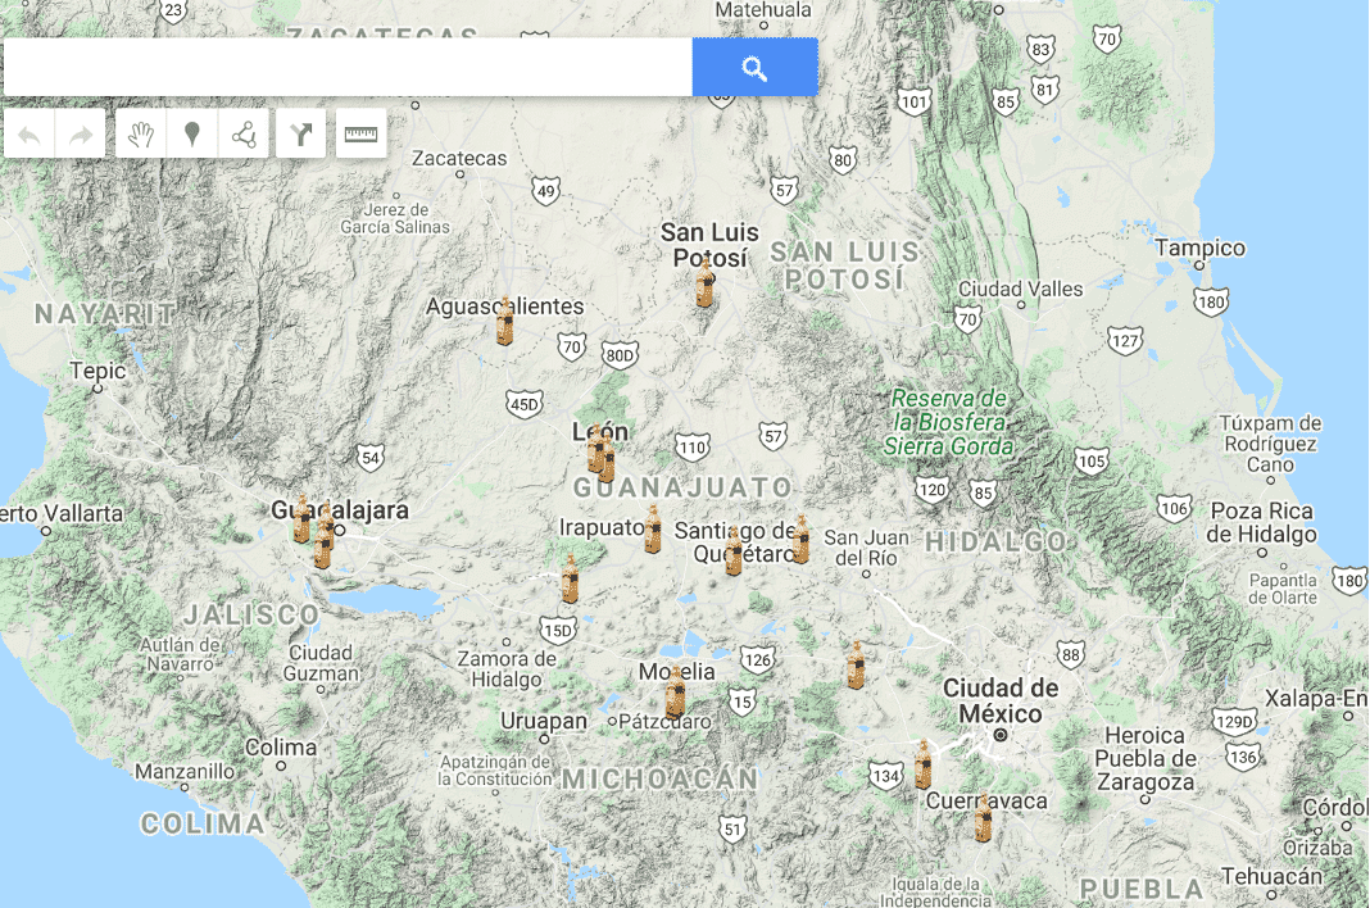 23
Matehuala
ZACATECAS
83
70
81
101
85
Zacatecas
80
49
57
Jerez de
García Salinas
San Luis
Potosí
SAN LUIS
POTOSÍ
Tampico
Ciudad Valles
180
NAYARIT
Aguascalientes
70
127
70
80D
Tepic
45D
Reserva de
la Biosfera
Sierra Gorda
León
110
57
Túxpam de
Rodríguez
Cano
54
105
GUANAJUATO
120
85
106
erto Vallarta
Guadalajara
Irapuato
Santiago de
Querétaro
San Juan
del Río
HIDALGO
Poza Rica
de Hidalgo
180
Papantla
de Olarte
JALISCO
15D
Autlán de
Navarro
Ciudad
Guzman
Zamora de
Hidalgo
Morelia
126
88
15
Ciudad de
México
Xalapa-En
Uruapan
Pátzcuaro
129D
Colima
Heroica
Puebla de
Zaragoza
136
Manzanillo
Apatzingán de
la Constitución
MICHOACÁN
134
Cuernavaca
Córdol
COLIMA
51
Orizaba
Iguala de la
Independencia
PUEBLA
Tehuacán